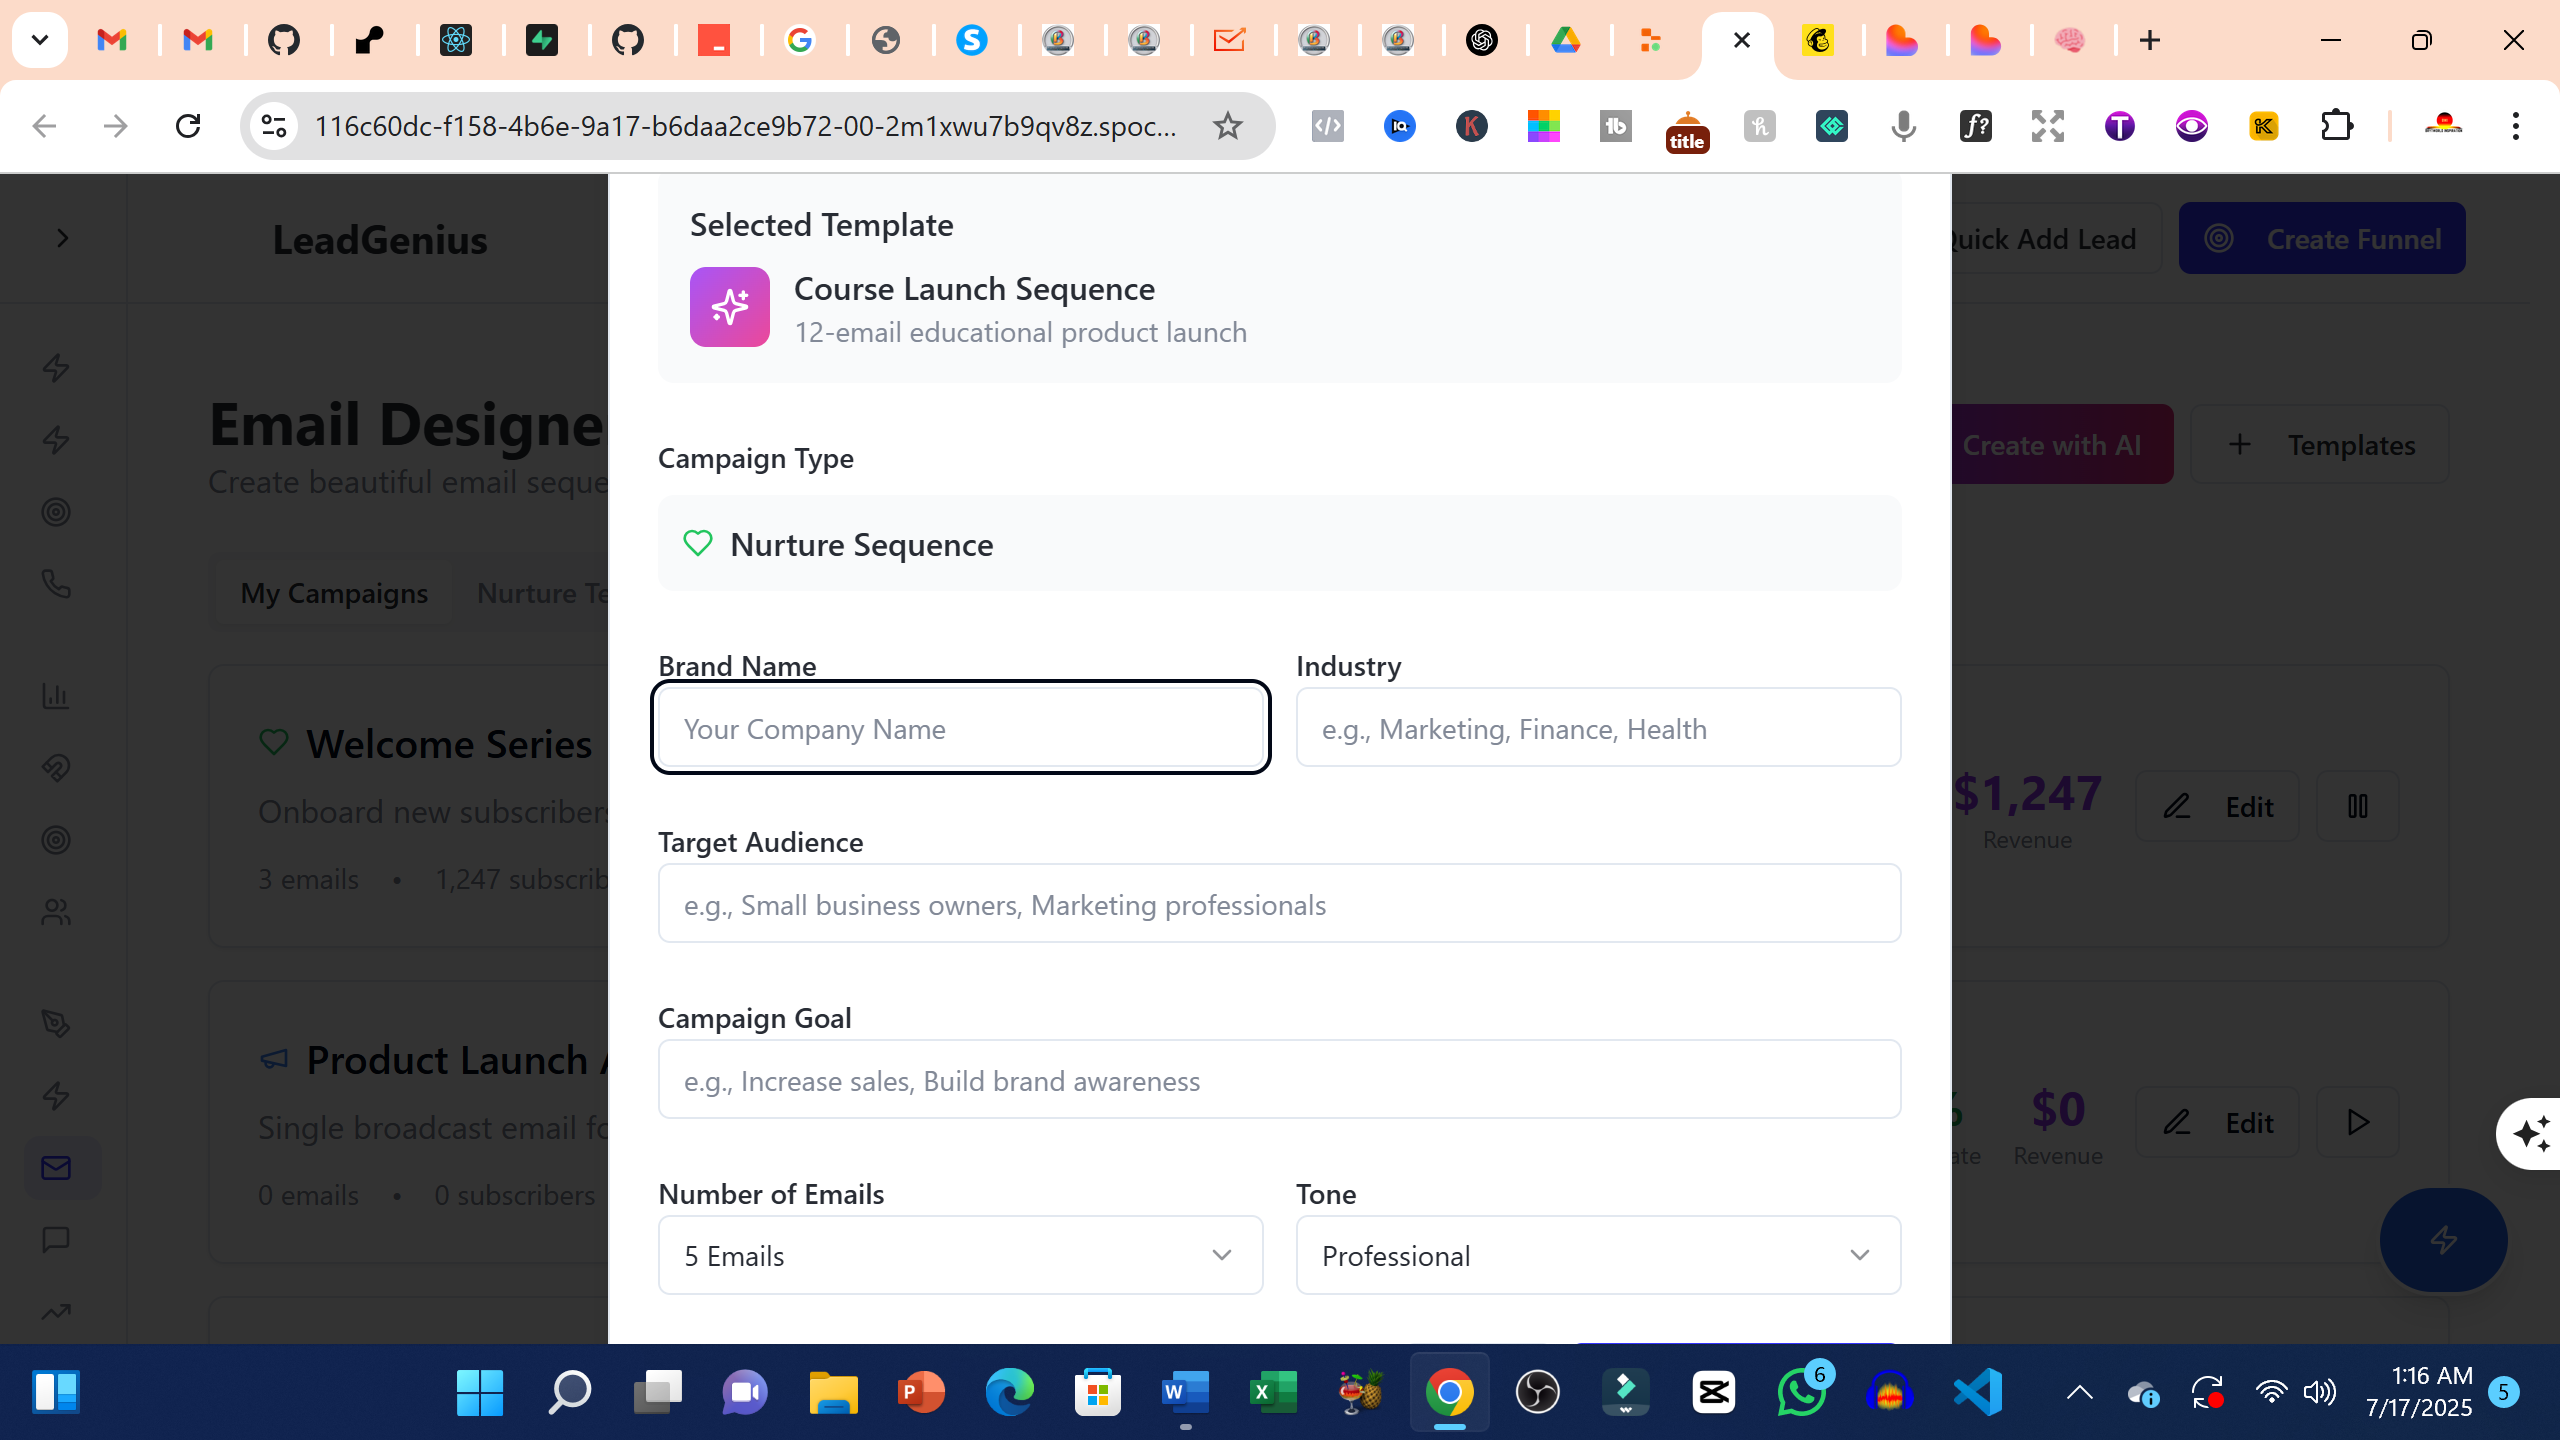 116c60dc-f158-4b6e-9a17-b6daa2ce9b72-00-2m1xwu7b9qv8z.spoc...
title
LeadGenius
Quick Add Lead
Create Funnel
Selected Template
Course Launch Sequence
12-email educational product launch
Email Designe
Create beautiful email seque
Create with AI
Templates
Campaign Type
Nurture Sequence
My Campaigns
Nurture Te
Brand Name
Industry
Your Company Name
e.g., Marketing, Finance, Health
Welcome Series
Onboard new subscribers
3 emails • 1,247 subscrib
$1,247
Revenue
Edit
Target Audience
e.g., Small business owners, Marketing professionals
Campaign Goal
e.g., Increase sales, Build brand awareness
Product Launch A
Single broadcast email fo
0 emails • 0 subscribers
%
ate
$0
Revenue
Edit
Number of Emails
Tone
5 Emails
Professional
6
1:16 AM
7/17/2025
5